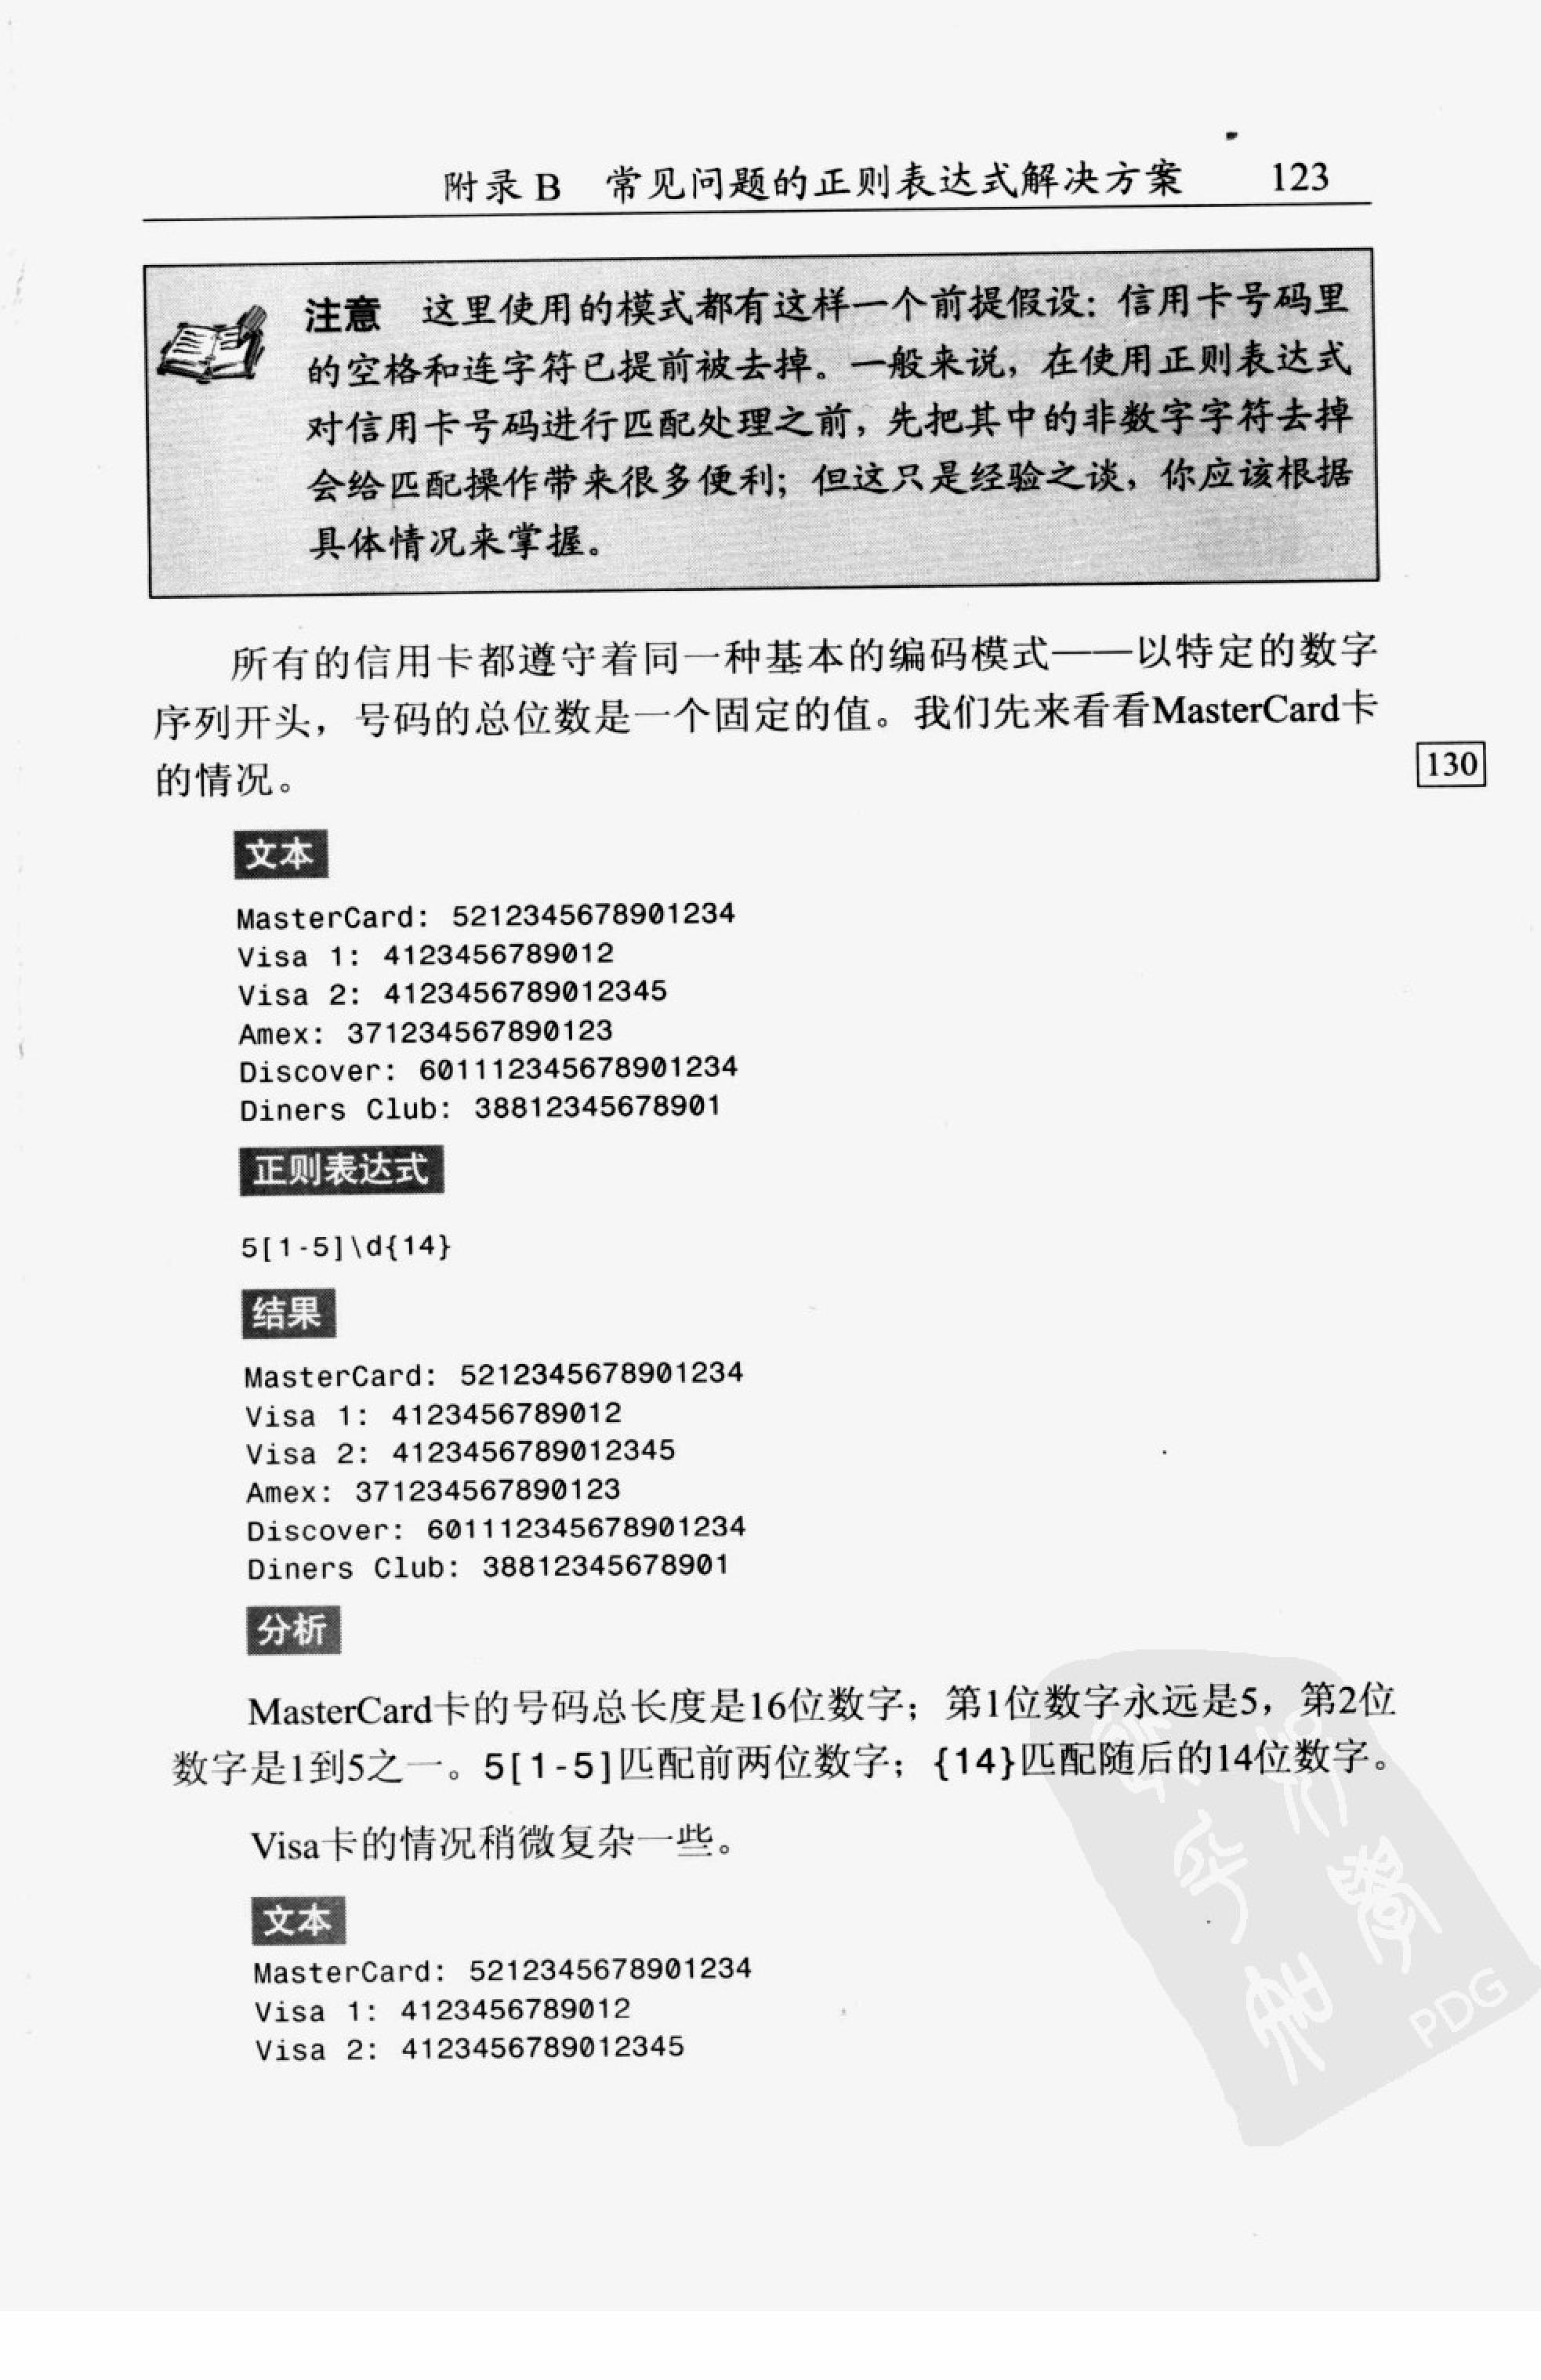 附录 B 常见问题的正则表达式解决方案 123
注意 这里使用的模式都有这样一个前提假设：信用卡号码里
的空格和连字符已提前被去掉。一般来说，在使用正则表达式
对信用卡号码进行匹配处理之前，先把其中的非数字字符去掉
会给匹配操作带来很多便利；但这只是经验之谈，你应该根据
具体情况来掌握。
所有的信用卡都遵守着同一种基本的编码模式——以特定的数字
序列开头，号码的总位数是一个固定的值。我们先来看看MasterCard卡
的情况。
130
文本
MasterCard: 5212345678901234
Visa 1: 4123456789012
Visa 2: 4123456789012345
Amex: 371234567890123
Discover: 601112345678901234
Diners Club: 38812345678901
正则表达式
5[1-5]\d{14}
结果
MasterCard: 5212345678901234
Visa 1: 4123456789012
Visa 2: 4123456789012345
Amex: 371234567890123
Discover: 601112345678901234
Diners Club: 38812345678901
分析
MasterCard卡的号码总长度是16位数字；第1位数字永远是5，第2位
数字是1到5之一。5[1-5]匹配前两位数字；{14}匹配随后的14位数字。
Visa卡的情况稍微复杂一些。
文本
MasterCard: 5212345678901234
Visa 1: 4123456789012
Visa 2: 4123456789012345
PDG